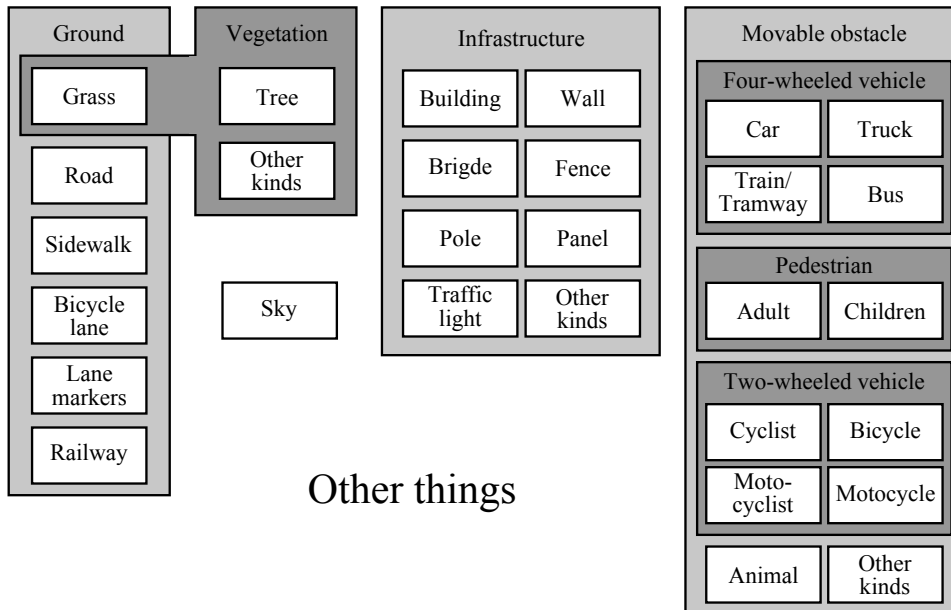 Ground
Grass
Road
Sidewalk
Bicycle
lane
Lane
markers
Railway
Vegetation
Tree
Other
kinds
Sky
Infrastructure
Building
Wall
Brigde
Fence
Pole
Panel
Traffic
light
Other
kinds
Movable obstacle
Four-wheeled vehicle
Car
Truck
Train/
Tramway
Bus
Pedestrian
Adult
Children
Two-wheeled vehicle
Cyclist
Bicycle
Moto-
cyclist
Motocycle
Animal
Other
kinds
Other things